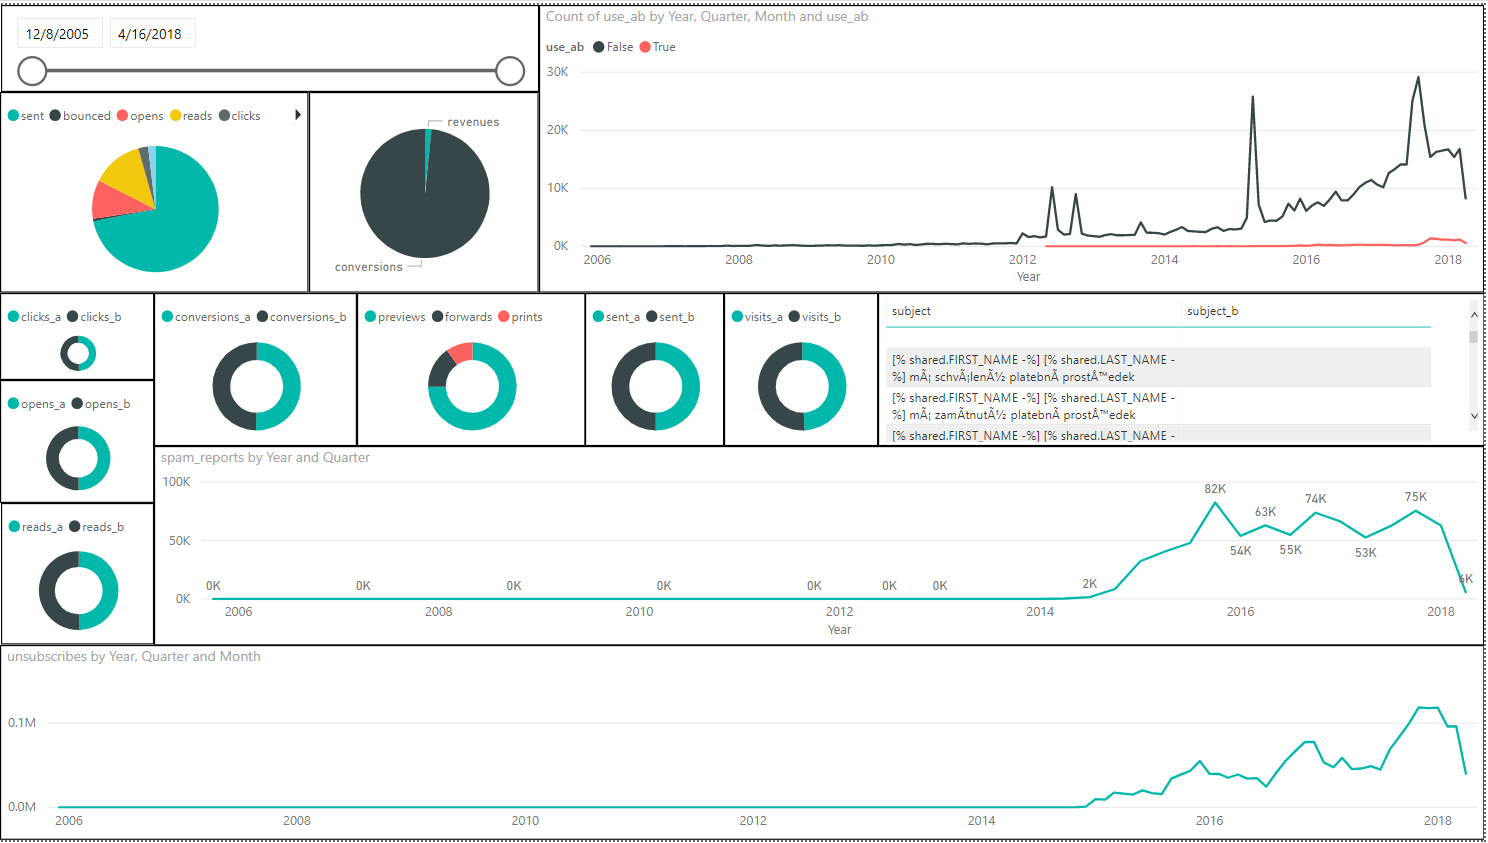 12/8/2005 4/16/2018
Count of use_ab by Year, Quarter, Month and use_ab
use_ab False True
30K
20K
10K
0K
2006 2008 2010 2012 2014 2016 2018
Year
sent bounced opens reads clicks
revenues
conversions
clicks_a clicks_b
conversions_a conversions_b
previews forwards prints
sent_a sent_b
visits_a visits_b
subject subject_b
[% shared.FIRST_NAME -%] [% shared.LAST_NAME -
%] mÃ¡ schvÃ¡lenÃ½ platebnÃ­ prostÅ™edek
[% shared.FIRST_NAME -%] [% shared.LAST_NAME -
%] mÃ¡ zamÃ­tnutÃ½ platebnÃ­ prostÅ™edek
[% shared.FIRST_NAME -%] [% shared.LAST_NAME -
opens_a opens_b
reads_a reads_b
spam_reports by Year and Quarter
100K
50K
0K
0K 0K 0K 0K 0K 0K 0K 2K 82K 54K 63K 55K 74K 53K 75K 6K
2006 2008 2010 2012 2014 2016 2018
Year
unsubscribes by Year, Quarter and Month
0.1M
0.0M
2006 2008 2010 2012 2014 2016 2018